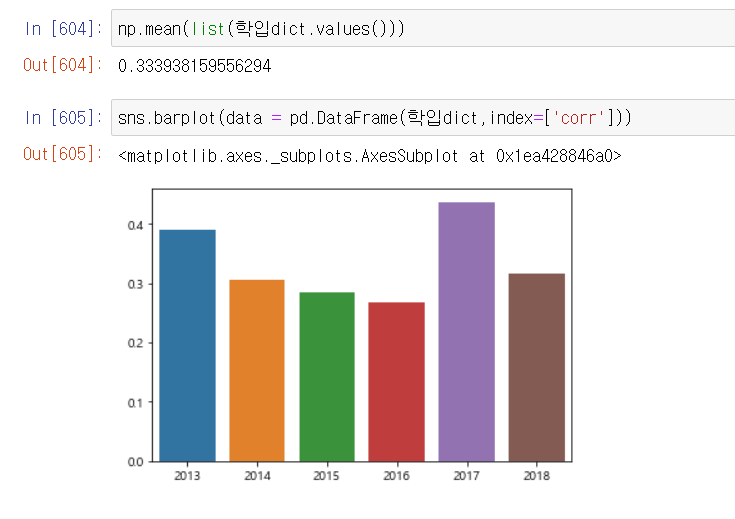 In [604]: np.mean(list(학입dict.values()))
Out[604]: 0.333938159556294
In [605]: sns.barplot(data = pd.DataFrame(학입dict,index=['corr']))
Out[605]: <matplotlib.axes._subplots.AxesSubplot at 0x1ea428846a0>
0.4
0.3
0.2
0.1
0.0
2013 2014 2015 2016 2017 2018